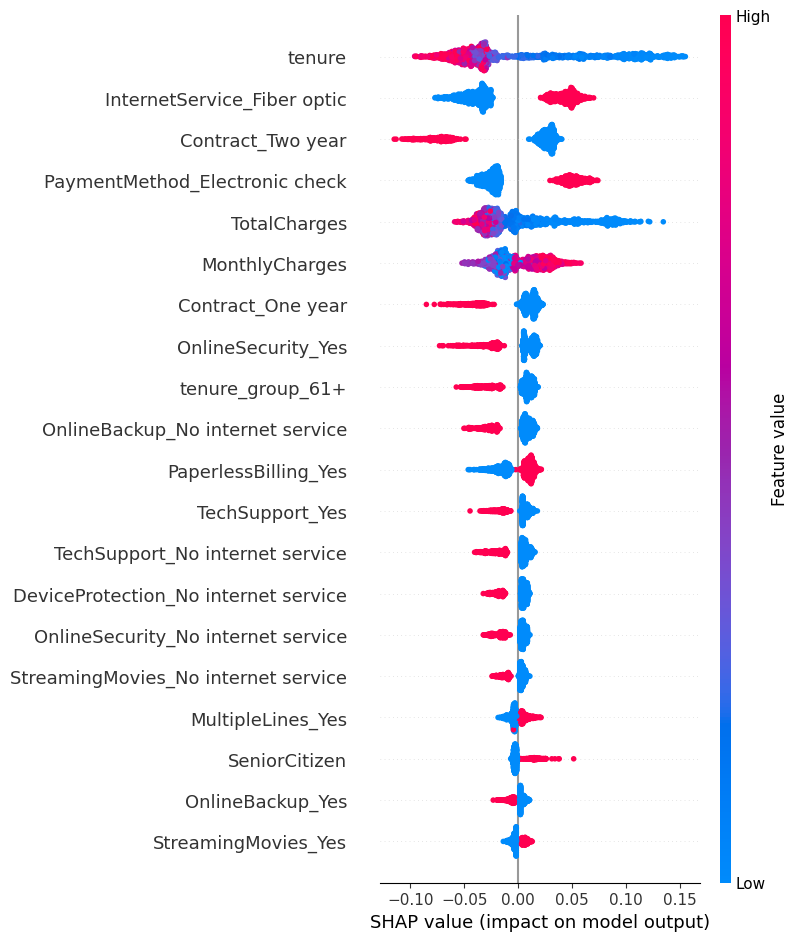 High
tenure
InternetService_Fiber optic
Contract_Two year
PaymentMethod_Electronic check
TotalCharges
MonthlyCharges
Contract_One year
OnlineSecurity_Yes
tenure_group_61+
OnlineBackup_No internet service
PaperlessBilling_Yes
TechSupport_Yes
TechSupport_No internet service
DeviceProtection_No internet service
OnlineSecurity_No internet service
StreamingMovies_No internet service
MultipleLines_Yes
SeniorCitizen
OnlineBackup_Yes
StreamingMovies_Yes
Feature value
Low
−0.10 −0.05 0.00 0.05 0.10 0.15
SHAP value (impact on model output)